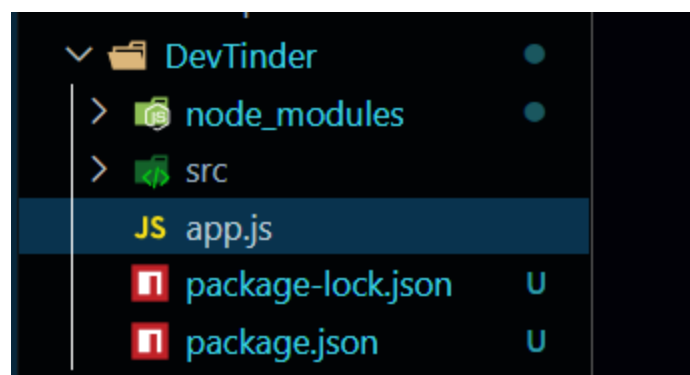 DevTinder
node_modules
src
JS app.js
package-lock.json U
package.json U